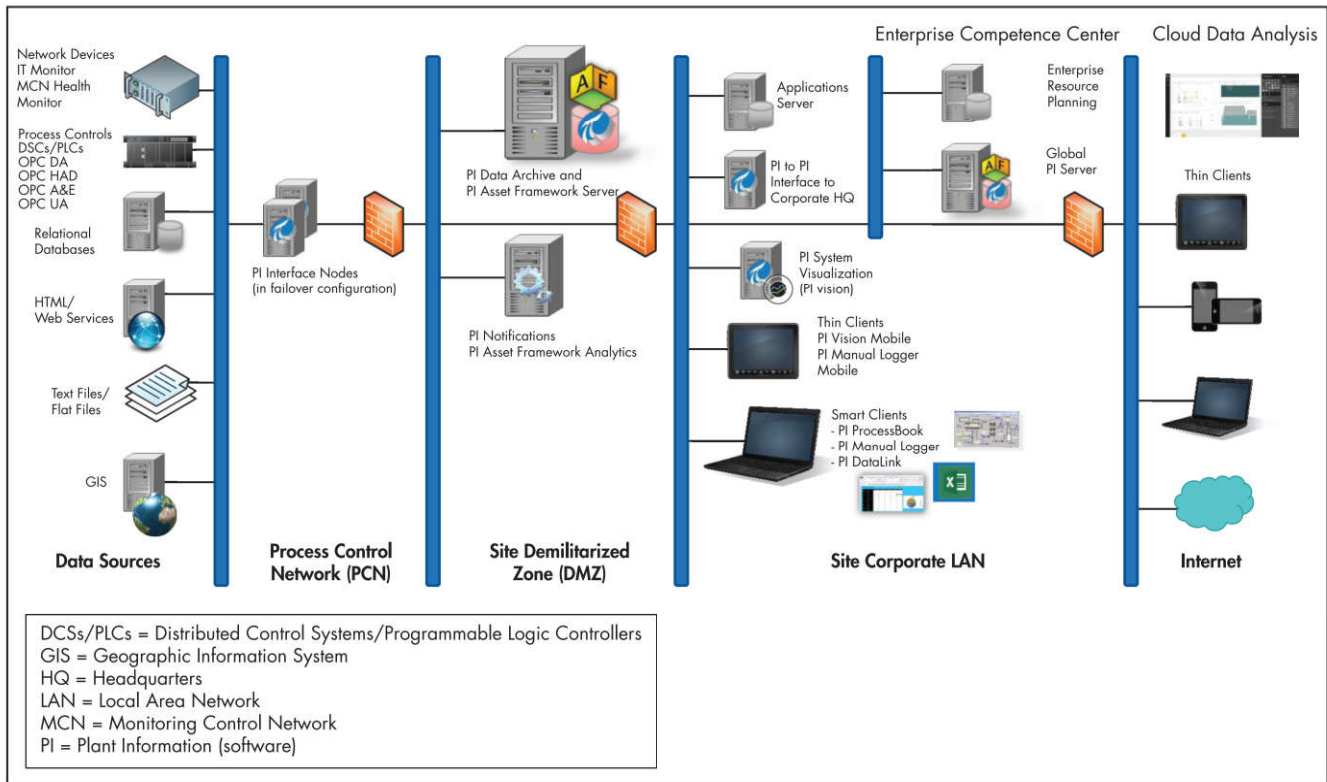 Enterprise Competence Center
Cloud Data Analysis
Network Devices
IT Monitor
MCN Health
Monitor
Process Controls
DSCs/PLCs
OPC DA
OPC HAD
OPC A&E
OPC UA
Relational
Databases
HTML/
Web Services
Text Files/
Flat Files
GIS
Data Sources
PI Interface Nodes
(in failover configuration)
Process Control
Network (PCN)
A F
PI Data Archive and
PI Asset Framework Server
PI Notifications
PI Asset Framework Analytics
Site Demilitarized
Zone (DMZ)
Applications
Server
PI to PI
Interface to
Corporate HQ
PI System
Visualization
(PI vision)
Thin Clients
PI Vision Mobile
PI Manual Logger
Mobile
Smart Clients
- PI ProcessBook
- PI Manual Logger
- PI DataLink
X
Enterprise
Resource
Planning
A F
Global
PI Server
Site Corporate LAN
Thin Clients
Internet
DCSs/PLCs = Distributed Control Systems/Programmable Logic Controllers
GIS = Geographic Information System
HQ = Headquarters
LAN = Local Area Network
MCN = Monitoring Control Network
PI = Plant Information (software)